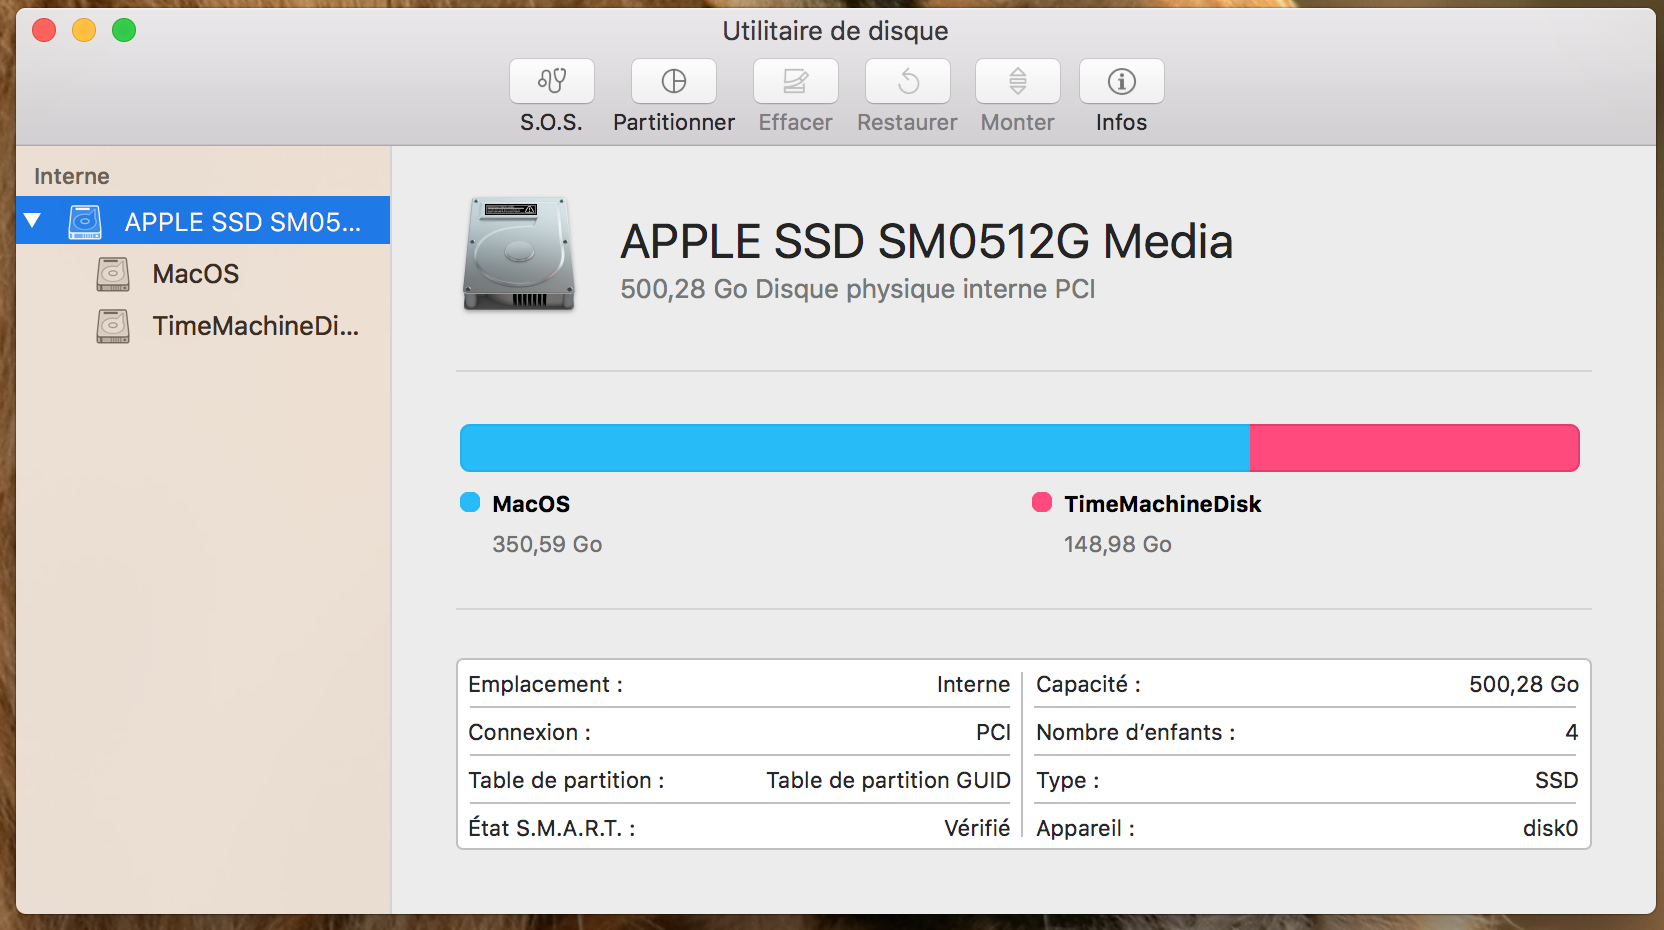 Utilitaire de disque
S.O.S. Partitionner Effacer Restaurer Monter Infos
Interne
APPLE SSD SM05...
MacOS
TimeMachineDi...
APPLE SSD SM0512G Media
500,28 Go Disque physique interne PCI
MacOS
350,59 Go
TimeMachineDisk
148,98 Go
Emplacement : Interne
Connexion : PCI
Table de partition : Table de partition GUID
État S.M.A.R.T. : Vérifié
Capacité : 500,28 Go
Nombre d’enfants : 4
Type : SSD
Appareil : disk0